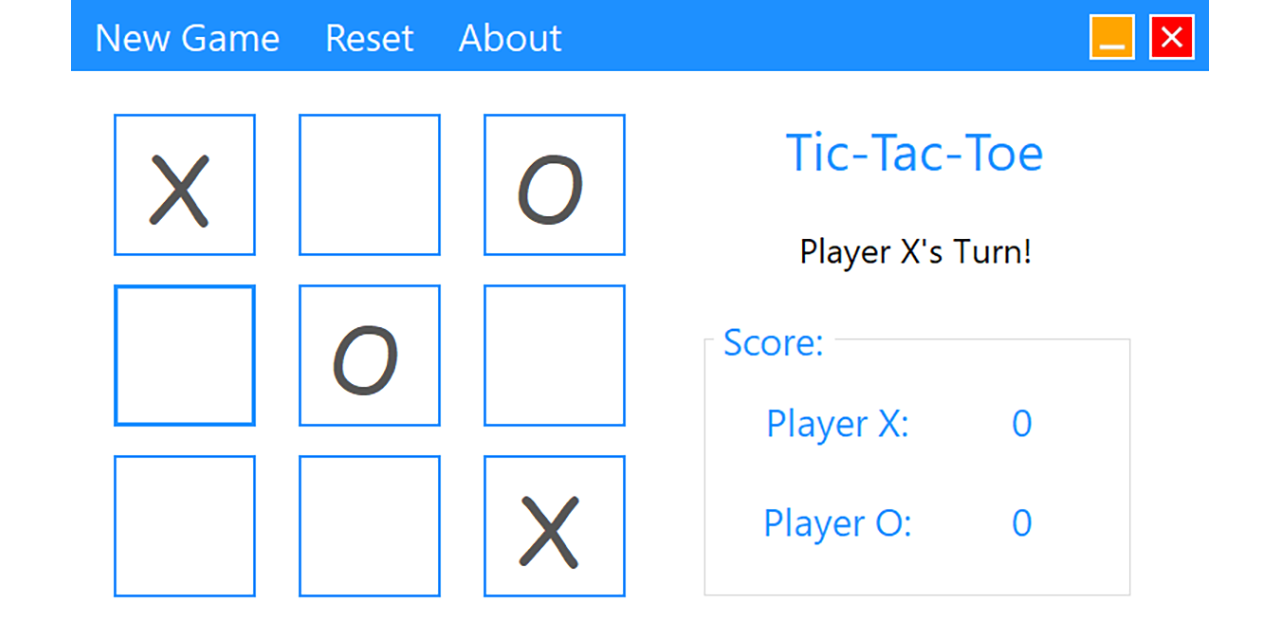 New Game Reset About
X O
Tic-Tac-Toe
Player X's Turn!
O
Score:
Player X: 0
X
Player O: 0